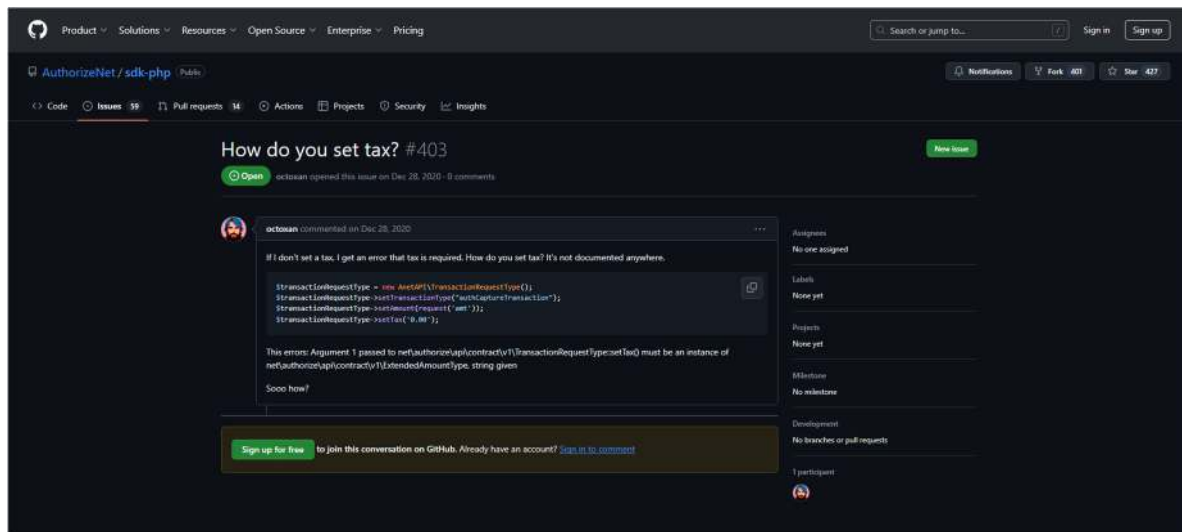 Product Solutions Resources Open Source Enterprise Pricing Search or jump to... / Sign in Sign up
AuthorizeNet / sdk-php Public Notifications Fork 401 Star 427
<> Code Issues 59 Pull requests 14 Actions Projects Security Insights
How do you set tax? #403
New issue
Open octoxan opened this issue on Dec 28, 2020 · 0 comments
octoxan commented on Dec 28, 2020 ...
If I don't set a tax. I get an error that tax is required. How do you set tax? It's not documented anywhere.
$transactionRequestType = new AnetAPI\TransactionRequestType();
$transactionRequestType->setTransactionType("authCaptureTransaction");
$transactionRequestType->setAmount(request('amt'));
$transactionRequestType->setTax('0.00');
This errors: Argument 1 passed to net\authorize\api\contract\v1\TransactionRequestType::setTax() must be an instance of
net\authorize\api\contract\v1\ExtendedAmountType, string given
Sooo how?
Sign up for free to join this conversation on GitHub. Already have an account? Sign in to comment
Assignees
No one assigned
Labels
None yet
Projects
None yet
Milestone
No milestone
Development
No branches or pull requests
1 participant